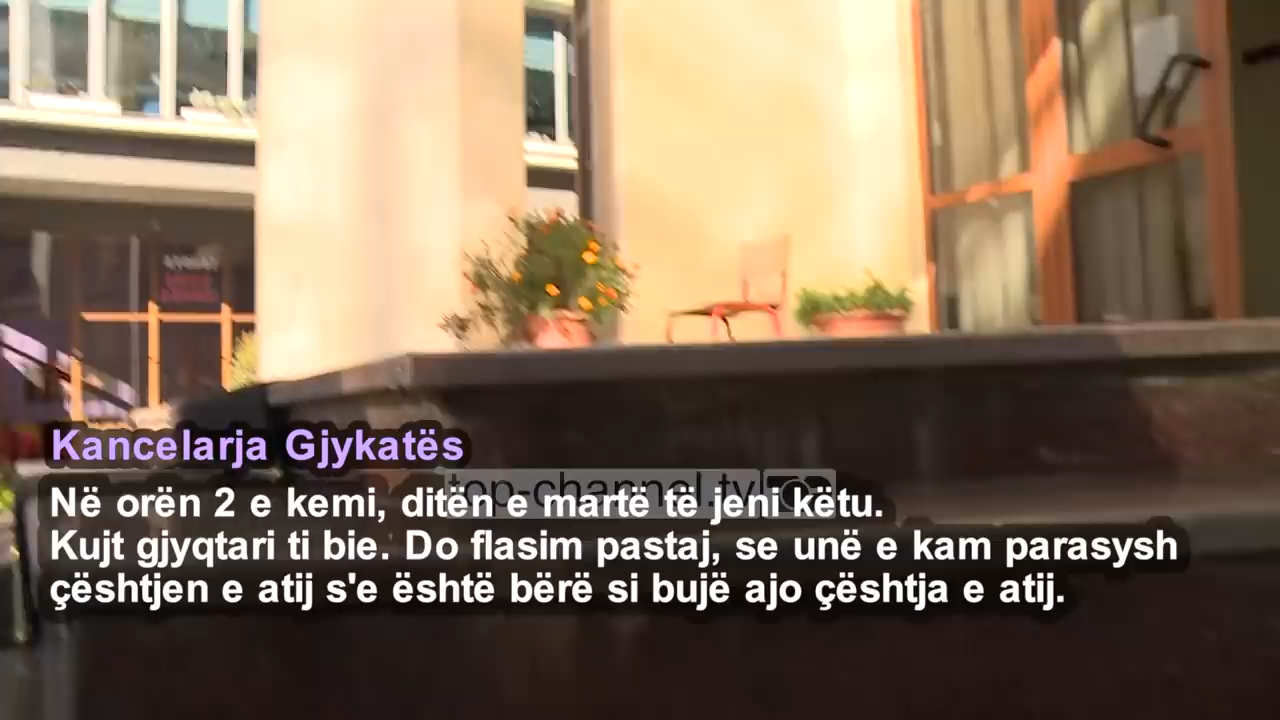 Kancelarja Gjykatës
top-channel.tv
Në orën 2 e kemi, ditën e martë të jeni këtu.
Kujt gjyqtari ti bie. Do flasim pastaj, se unë e kam parasysh
çështjen e atij s'e është bërë si bujë ajo çështja e atij.